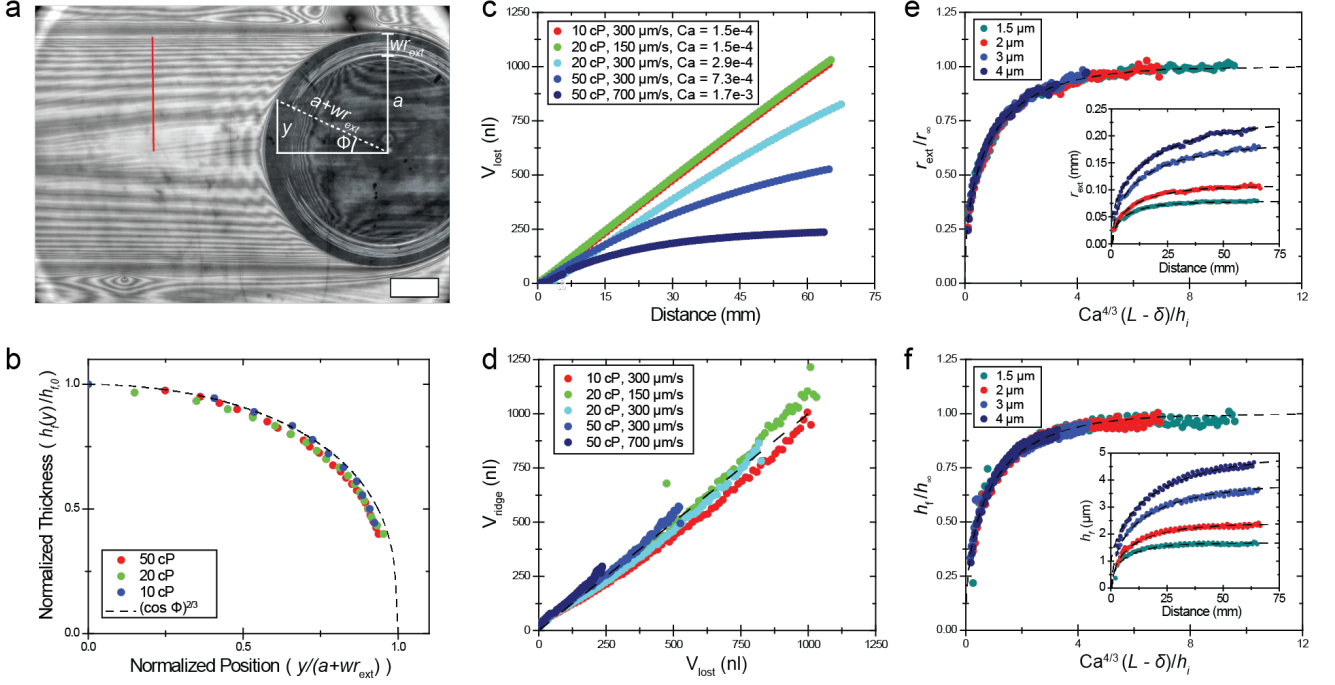 a
wr_ext
a
a+wr_ext
y
Φ
b
Normalized Thickness ( h_f(y)/h_f,0 )
1.0
0.5
0.0
50 cP
20 cP
10 cP
(cos Φ)^2/3
0.0
0.5
1.0
Normalized Position ( y/(a+wr_ext) )
c
V_lost (nl)
1250
1000
750
500
250
0
10 cP, 300 µm/s, Ca = 1.5e-4
20 cP, 150 µm/s, Ca = 1.5e-4
20 cP, 300 µm/s, Ca = 2.9e-4
50 cP, 300 µm/s, Ca = 7.3e-4
50 cP, 700 µm/s, Ca = 1.7e-3
0
15
30
45
60
75
Distance (mm)
d
V_ridge (nl)
1250
1000
750
500
250
0
10 cP, 300 µm/s
20 cP, 150 µm/s
20 cP, 300 µm/s
50 cP, 300 µm/s
50 cP, 700 µm/s
0
250
500
750
1000
1250
V_lost (nl)
e
r_ext/r_∞
1.25
1.00
0.75
0.50
0.25
0.00
1.5 µm
2 µm
3 µm
4 µm
r_ext (mm)
0.25
0.20
0.15
0.10
0.05
0.00
0
25
50
75
Distance (mm)
0
4
8
12
Ca^4/3 (L - δ)/h_i
f
h_f/h_∞
1.25
1.00
0.75
0.50
0.25
0.00
1.5 µm
2 µm
3 µm
4 µm
h_f (µm)
5
4
3
2
1
0
0
25
50
75
Distance (mm)
0
4
8
12
Ca^4/3 (L - δ)/h_i